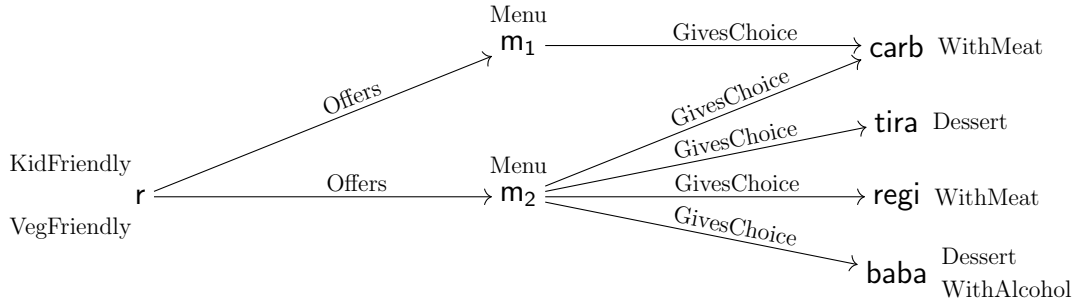 Menu
m1
GivesChoice
carb WithMeat
Offers
GivesChoice
tira Dessert
GivesChoice
KidFriendly
Menu
r
Offers
m2
GivesChoice
regi WithMeat
VegFriendly
GivesChoice
Dessert
baba
WithAlcohol